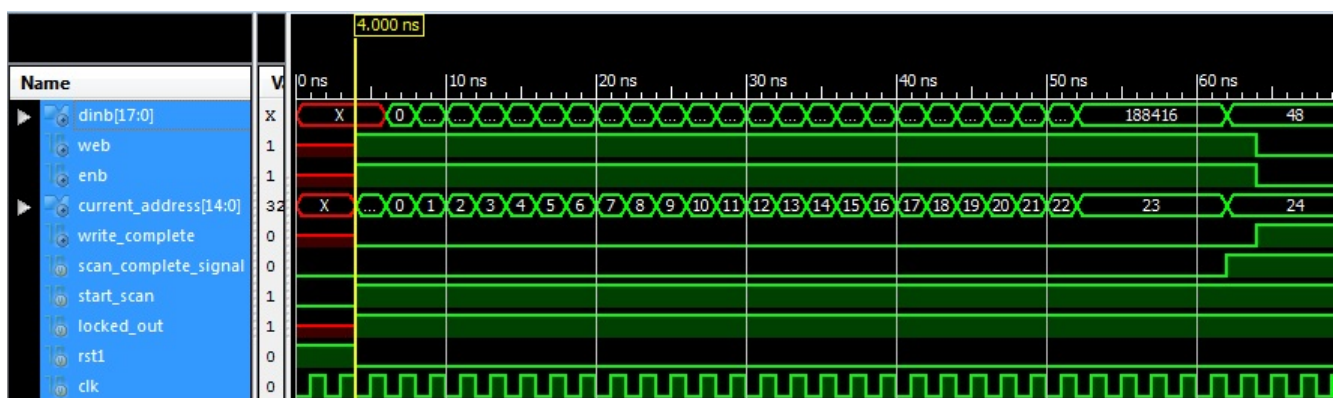 4.000 ns
Name V. 0 ns 10 ns 20 ns 30 ns 40 ns 50 ns 60 ns
dinb[17:0] X X 0 ... ... ... ... ... ... ... ... ... ... ... ... ... ... ... ... ... ... ... ... ... ... 188416 48
web 1
enb 1
current_address[14:0] 32 X ... 0 1 2 3 4 5 6 7 8 9 10 11 12 13 14 15 16 17 18 19 20 21 22 23 24
write_complete 0
scan_complete_signal 0
start_scan 1
locked_out 1
rst1 0
clk 0